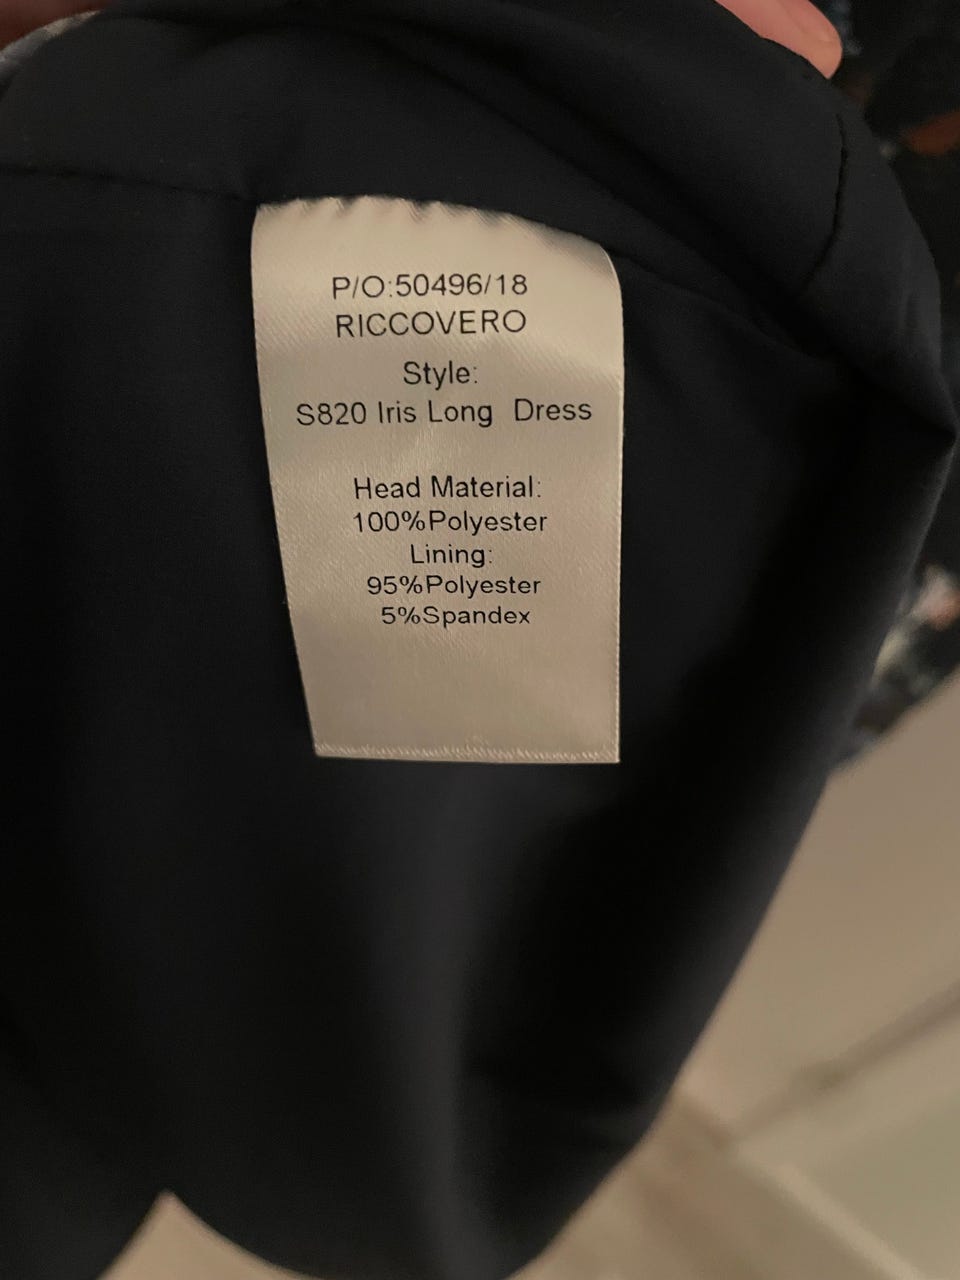 P/O:50496/18
RICCOVERO
Style:
S820 Iris Long Dress
Head Material:
100%Polyester
Lining:
95%Polyester
5%Spandex